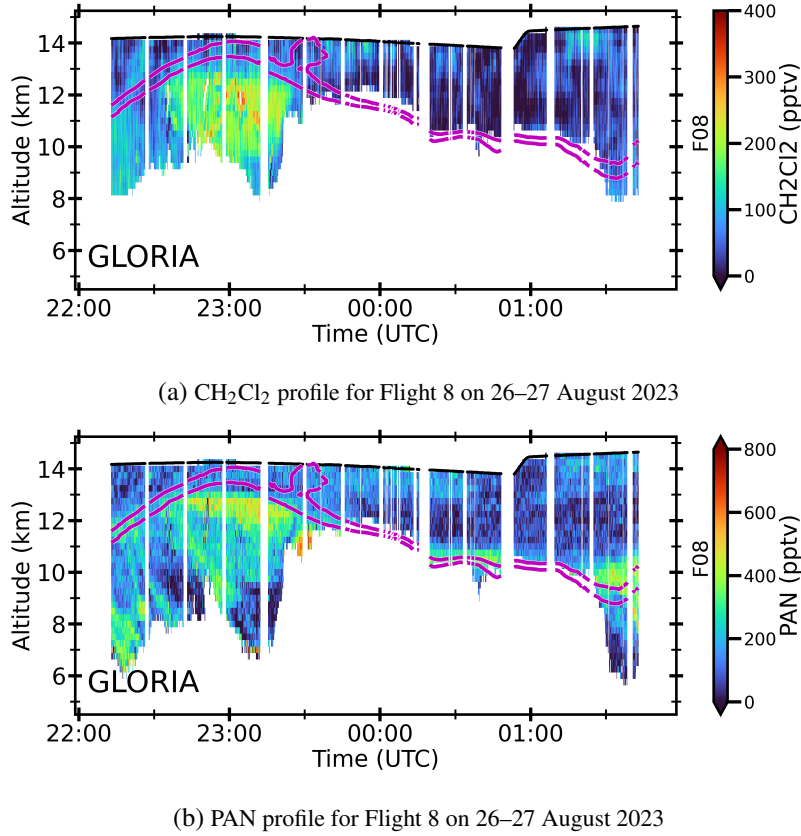 14
12
10
8
6
Altitude (km)
GLORIA
22:00 23:00 00:00 01:00
Time (UTC)
400
300
200
100
0
F08
CH2Cl2 (pptv)
(a) CH₂Cl₂ profile for Flight 8 on 26–27 August 2023
14
12
10
8
6
Altitude (km)
GLORIA
22:00 23:00 00:00 01:00
Time (UTC)
800
600
400
200
0
F08
PAN (pptv)
(b) PAN profile for Flight 8 on 26–27 August 2023